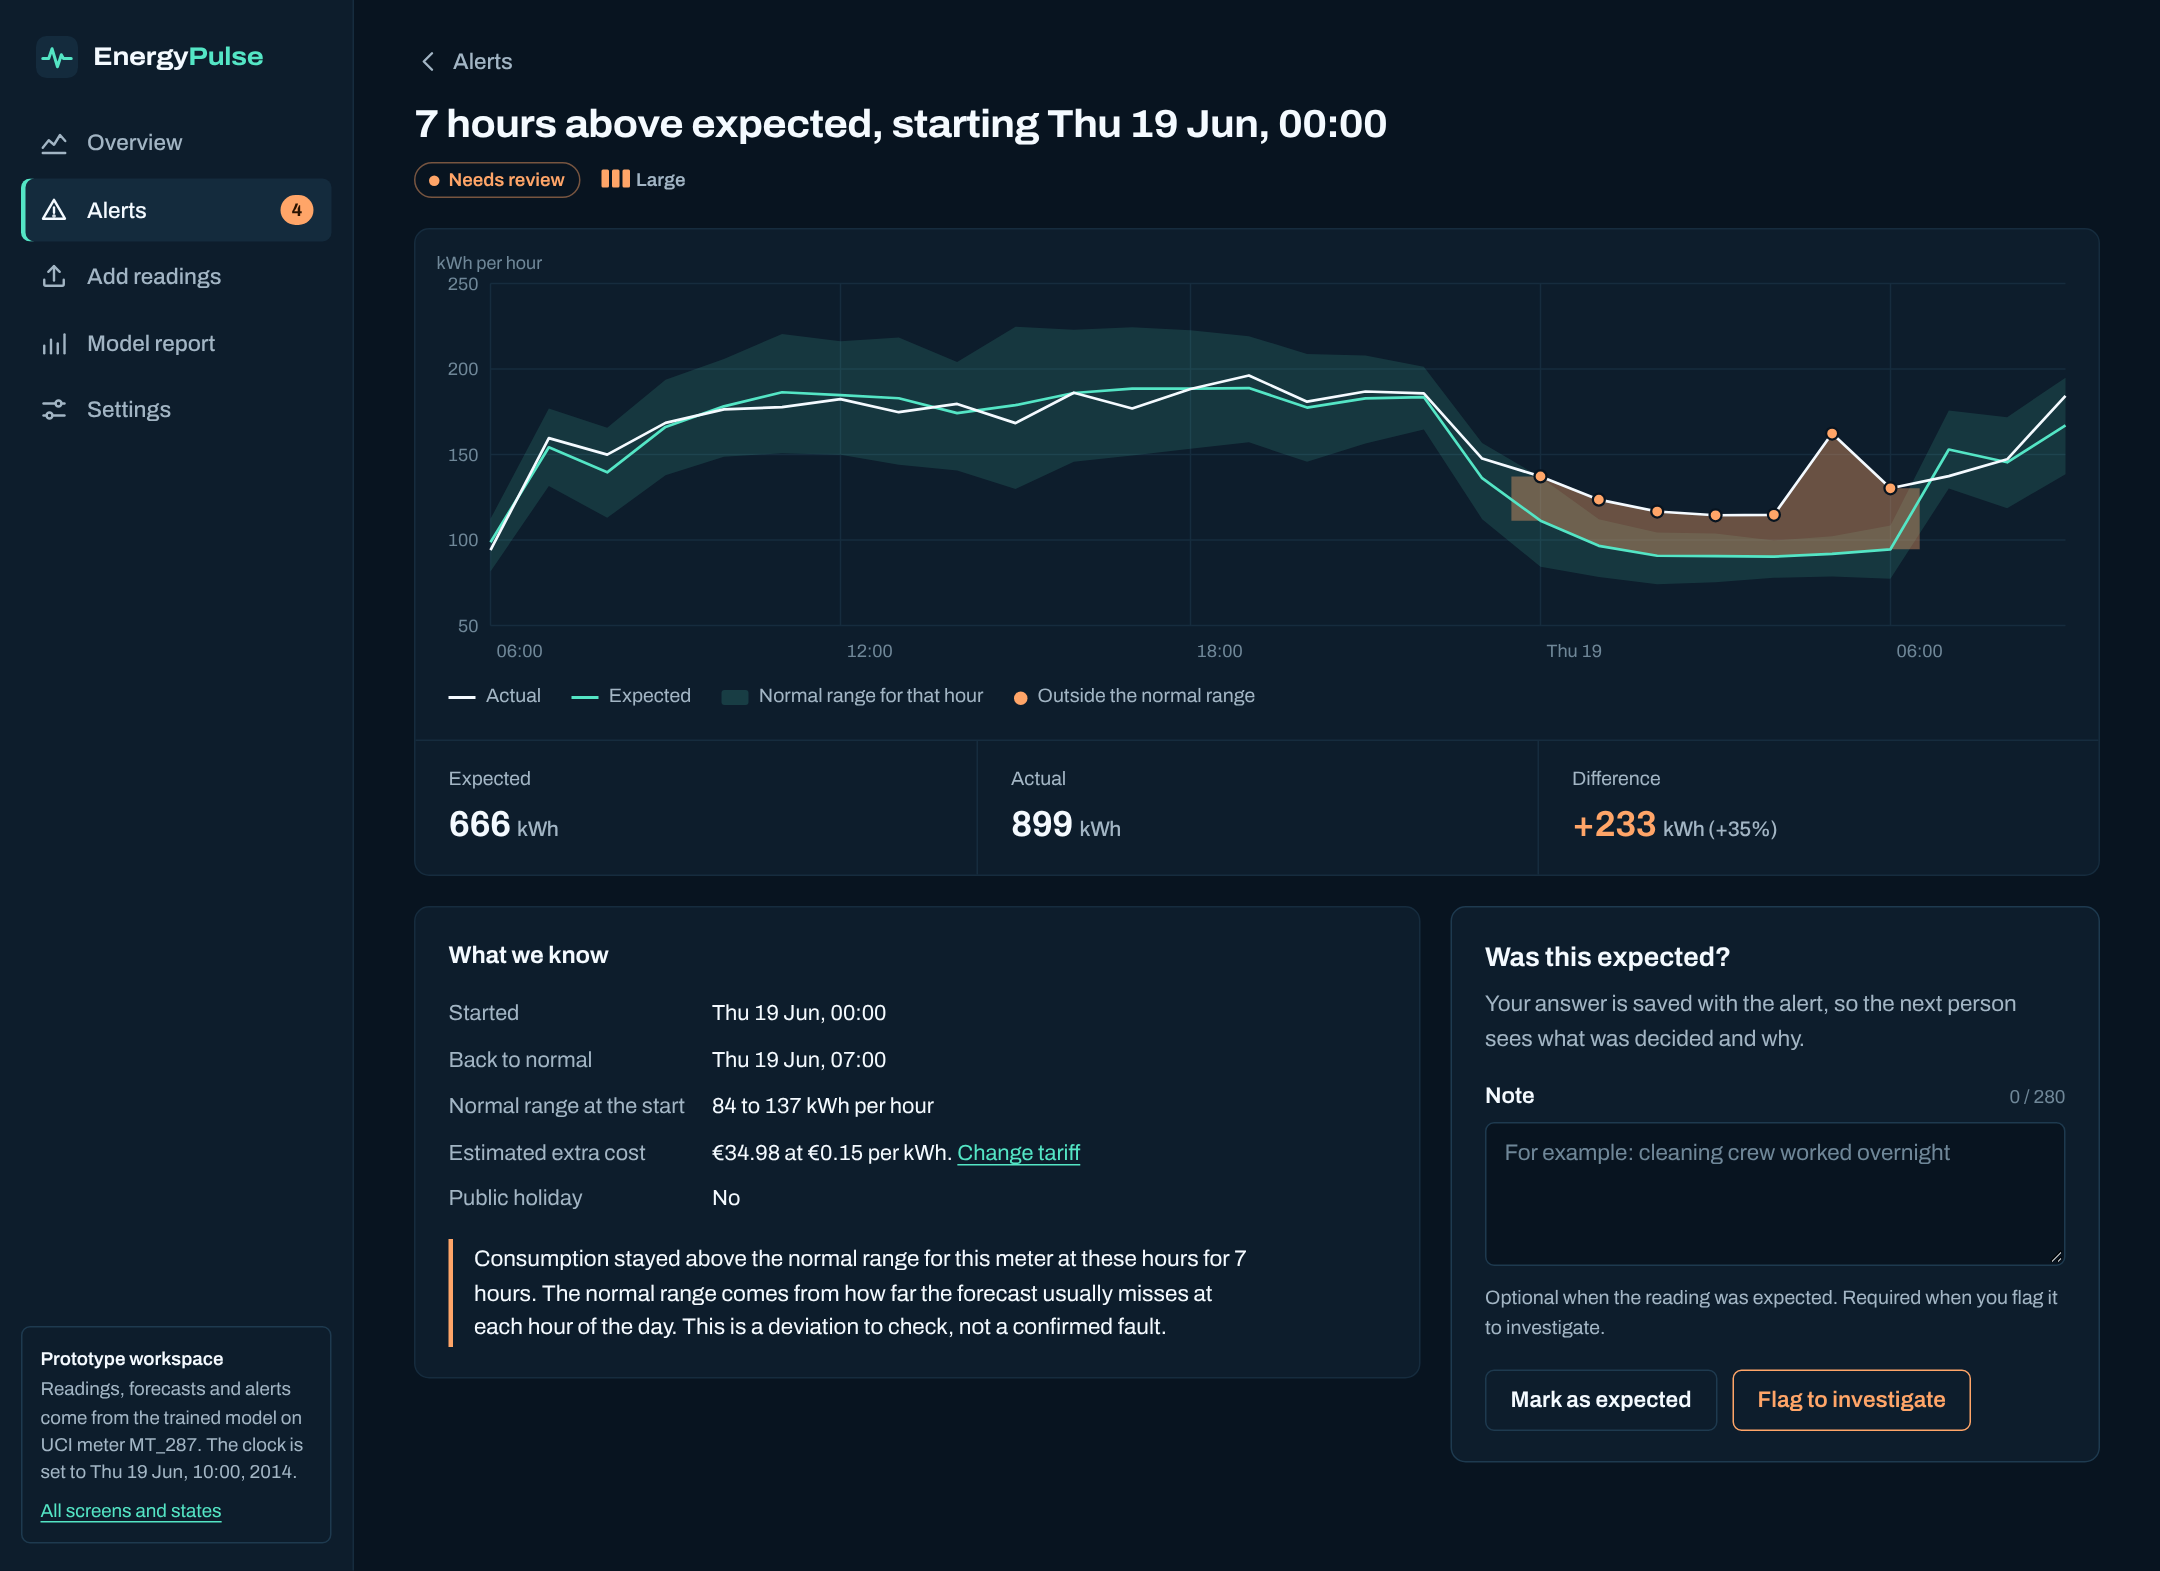 EnergyPulse
Overview
Alerts
4
Add readings
Model report
Settings
Prototype workspace
Readings, forecasts and alerts
come from the trained model on
UCI meter MT_287. The clock is
set to Thu 19 Jun, 10:00, 2014.
All screens and states
Alerts
7 hours above expected, starting Thu 19 Jun, 00:00
Needs review
Large
kWh per hour
250
200
150
100
50
06:00
12:00
18:00
Thu 19
06:00
Actual
Expected
Normal range for that hour
Outside the normal range
Expected
666 kWh
Actual
899 kWh
Difference
+233 kWh (+35%)
What we know
Started
Thu 19 Jun, 00:00
Back to normal
Thu 19 Jun, 07:00
Normal range at the start
84 to 137 kWh per hour
Estimated extra cost
€34.98 at €0.15 per kWh. Change tariff
Public holiday
No
Consumption stayed above the normal range for this meter at these hours for 7
hours. The normal range comes from how far the forecast usually misses at
each hour of the day. This is a deviation to check, not a confirmed fault.
Was this expected?
Your answer is saved with the alert, so the next person
sees what was decided and why.
Note
0 / 280
For example: cleaning crew worked overnight
Optional when the reading was expected. Required when you flag it
to investigate.
Mark as expected
Flag to investigate